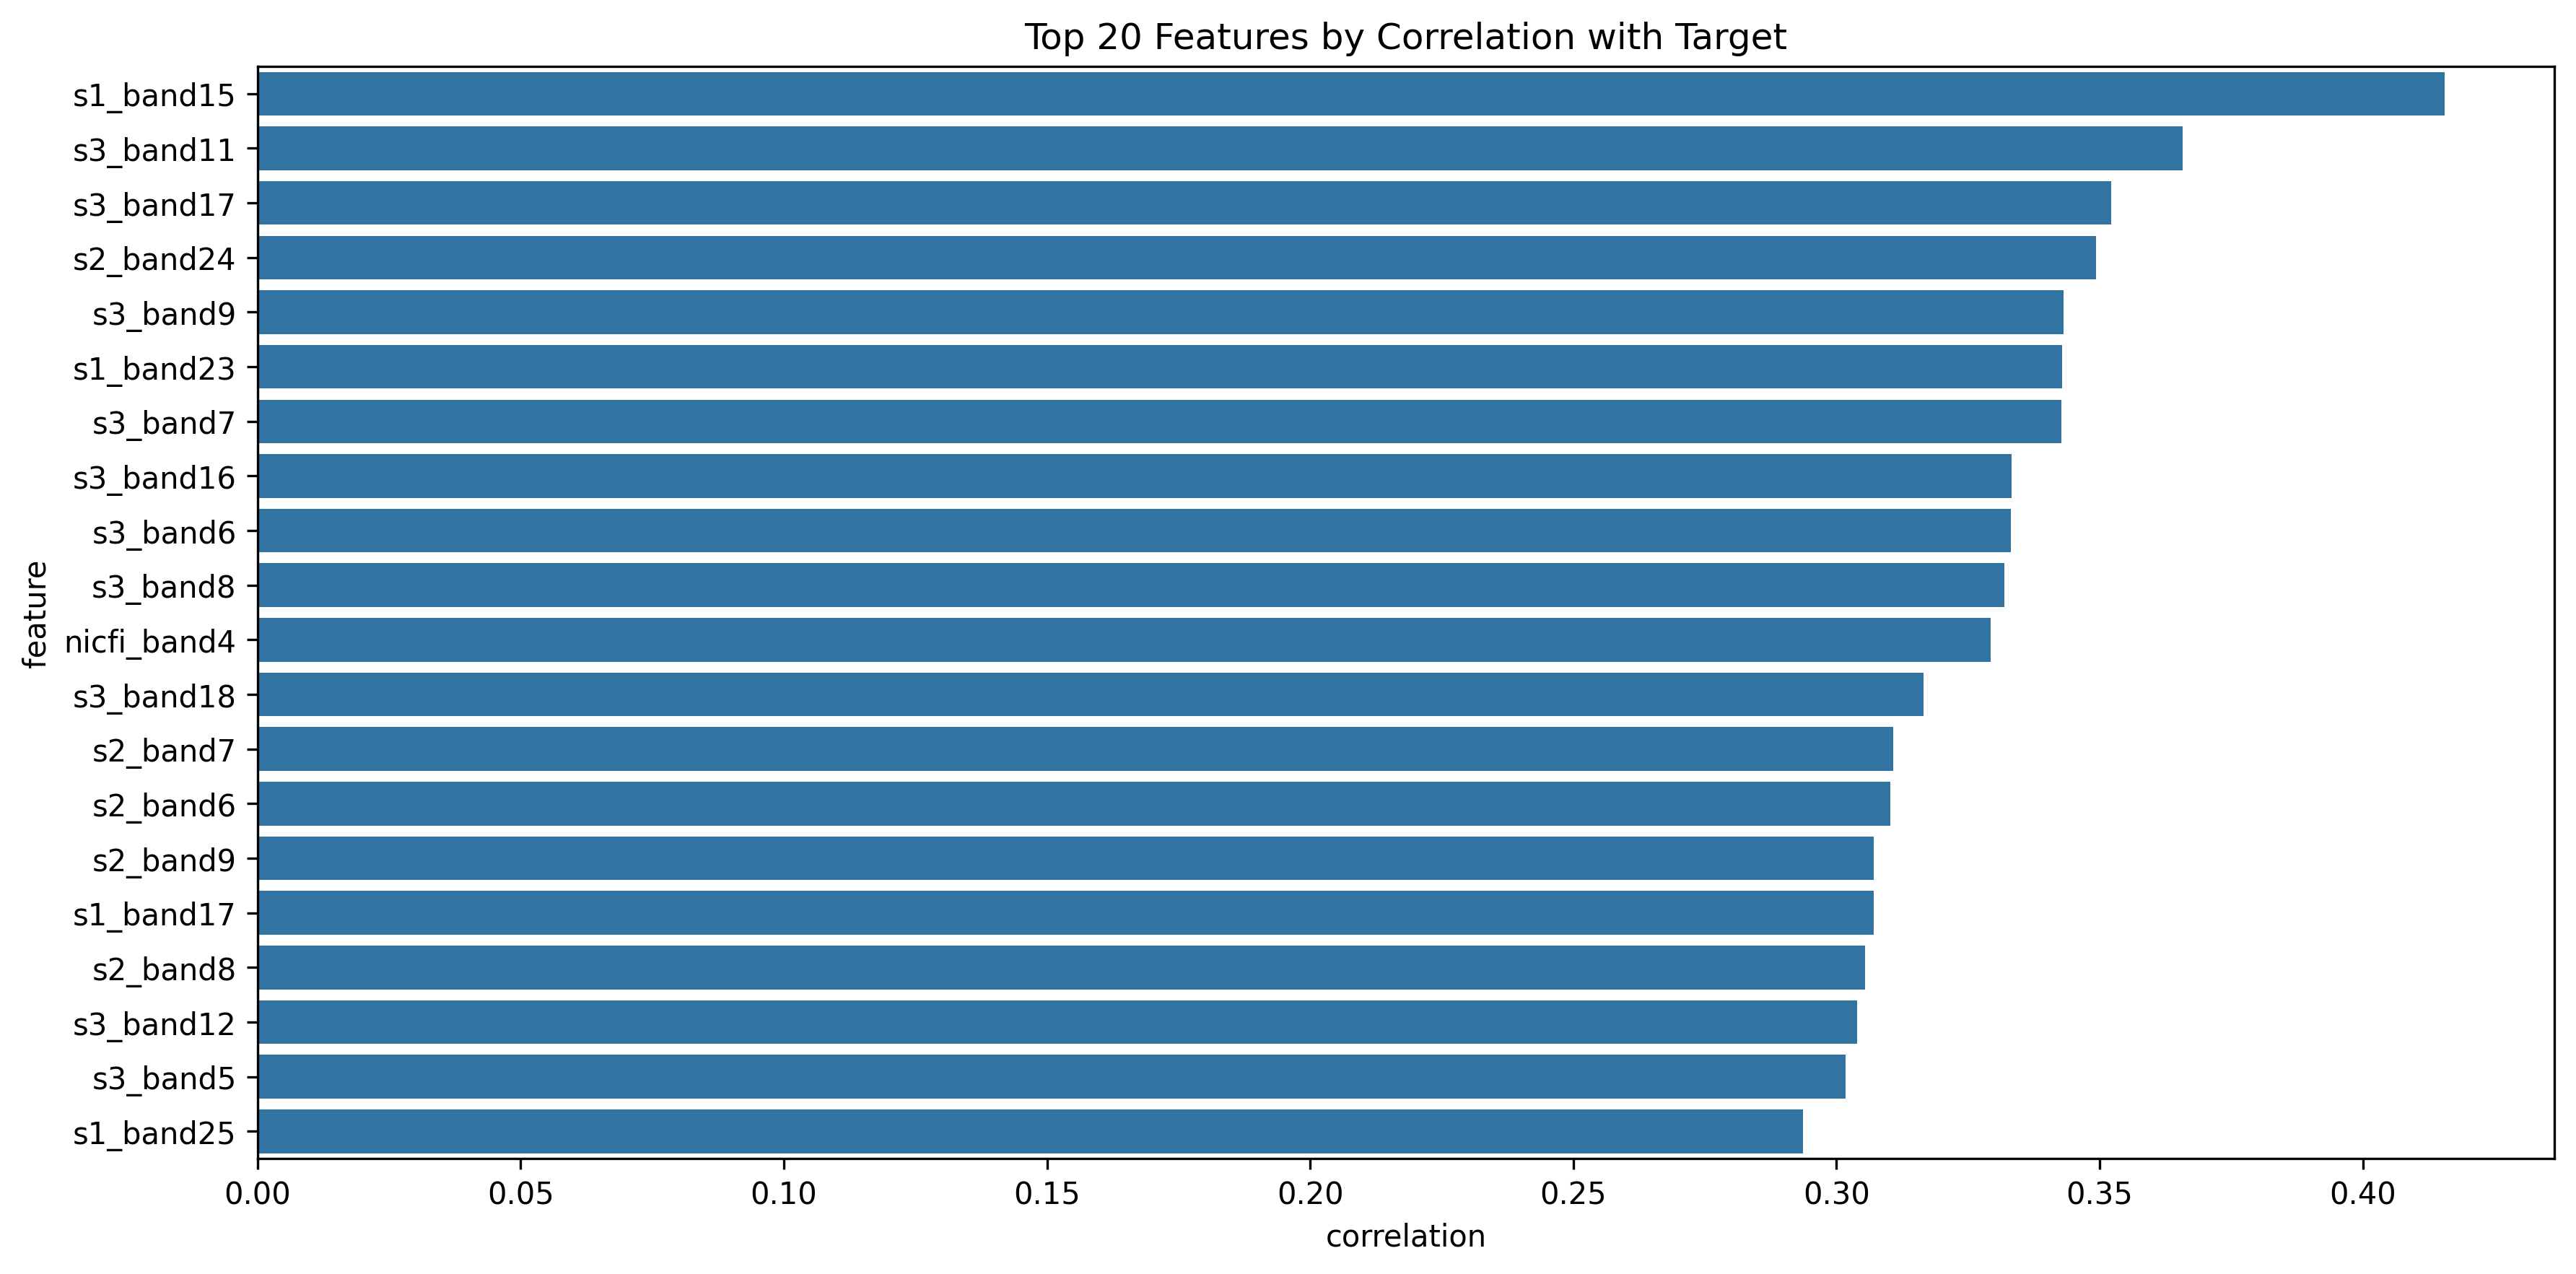 Top 20 Features by Correlation with Target
s1_band15
s3_band11
s3_band17
s2_band24
s3_band9
s1_band23
s3_band7
s3_band16
s3_band6
s3_band8
nicfi_band4
s3_band18
s2_band7
s2_band6
s2_band9
s1_band17
s2_band8
s3_band12
s3_band5
s1_band25
feature
0.00 0.05 0.10 0.15 0.20 0.25 0.30 0.35 0.40
correlation